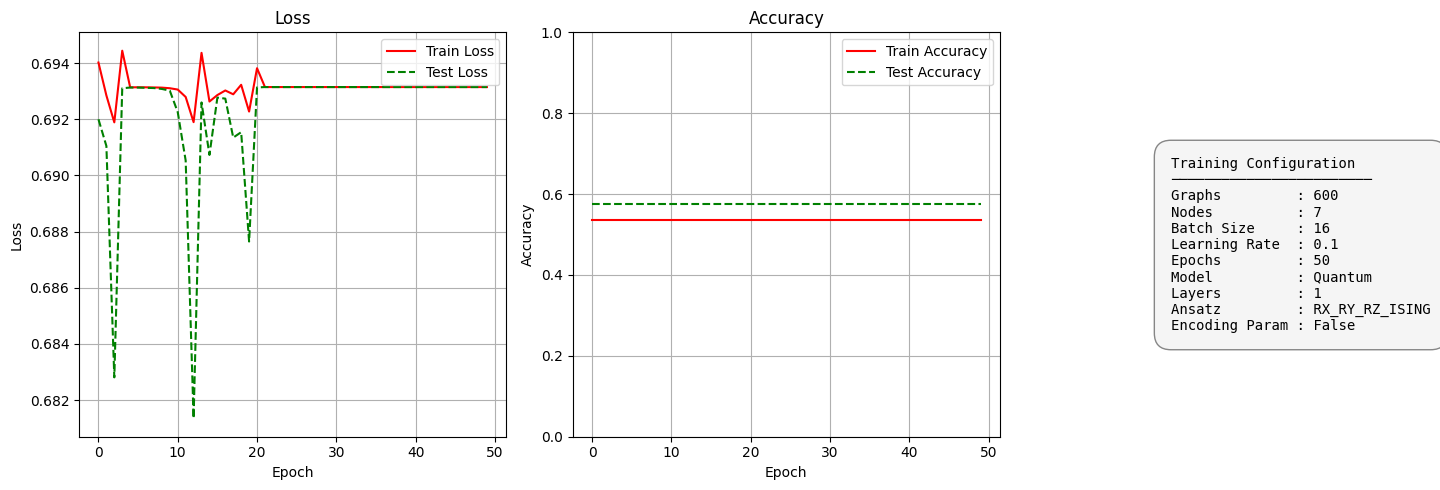 Loss
Train Loss
Test Loss
0.694
0.692
0.690
0.688
0.686
0.684
0.682
Loss
0
10
20
30
40
50
Epoch
Accuracy
Train Accuracy
Test Accuracy
1.0
0.8
0.6
0.4
0.2
0.0
Accuracy
0
10
20
30
40
50
Epoch
Training Configuration
Graphs : 600
Nodes : 7
Batch Size : 16
Learning Rate : 0.1
Epochs : 50
Model : Quantum
Layers : 1
Ansatz : RX_RY_RZ_ISING
Encoding Param : False